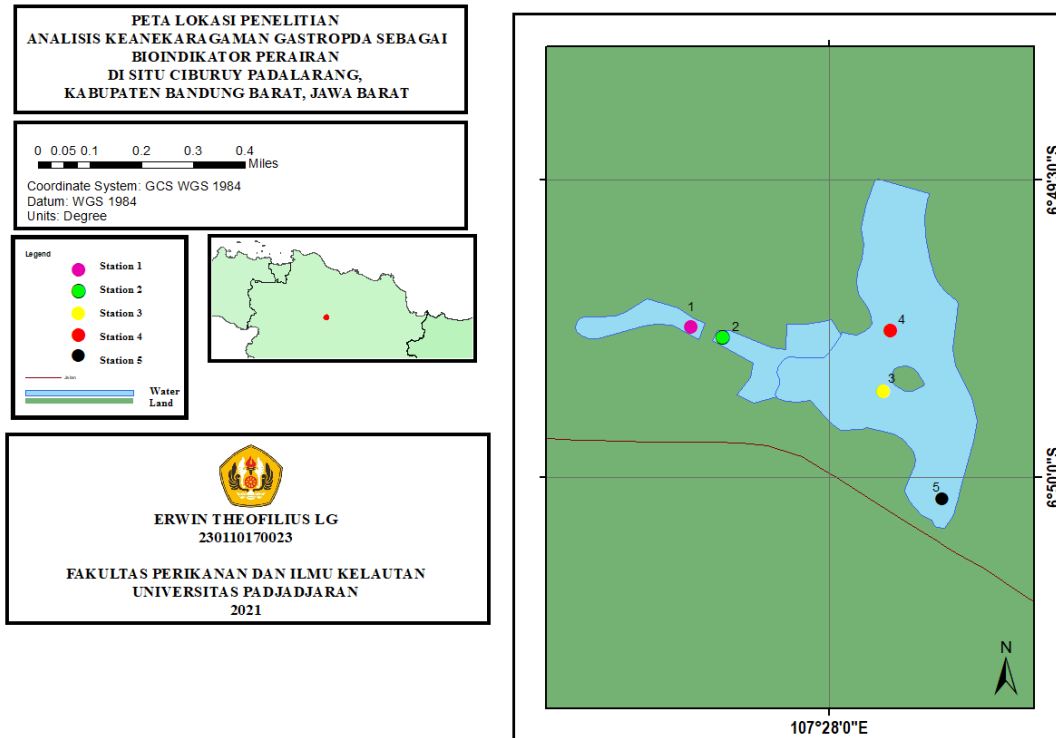 PETA LOKASI PENELITIAN
ANALISIS KEANEKARAGAMAN GASTROPDA SEBAGAI
BIOINDIKATOR PERAIRAN
DI SITU CIBURUY PADALARANG,
KABUPATEN BANDUNG BARAT, JAWA BARAT
0 0.05 0.1 0.2 0.3 0.4
Miles
Coordinate System: GCS WGS 1984
Datum: WGS 1984
Units: Degree
Legend
Station 1
Station 2
Station 3
Station 4
Station 5
Jalan
Water
Land
ERWIN THEOFILIUS LG
230110170023
FAKULTAS PERIKANAN DAN ILMU KELAUTAN
UNIVERSITAS PADJADJARAN
2021
1
2
4
3
5
6°49'30"S
6°50'0"S
N
107°28'0"E